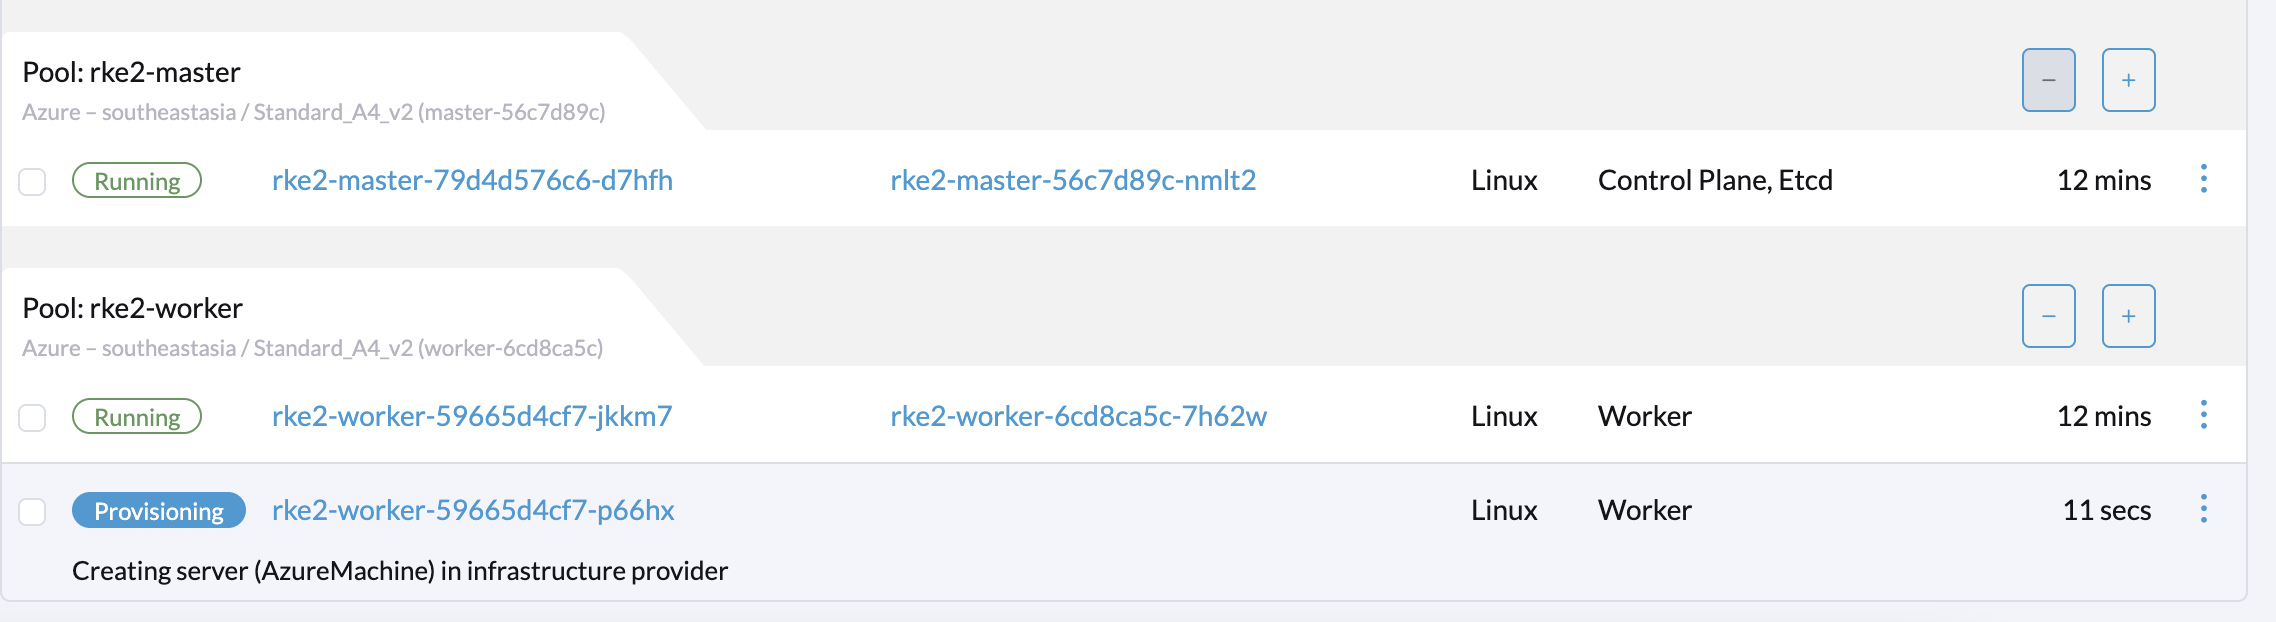 Pool: rke2-master
Azure – southeastasia / Standard_A4_v2 (master-56c7d89c)
− +
Running rke2-master-79d4d576c6-d7hfh rke2-master-56c7d89c-nmlt2 Linux Control Plane, Etcd 12 mins
Pool: rke2-worker
Azure – southeastasia / Standard_A4_v2 (worker-6cd8ca5c)
− +
Running rke2-worker-59665d4cf7-jkkm7 rke2-worker-6cd8ca5c-7h62w Linux Worker 12 mins
Provisioning rke2-worker-59665d4cf7-p66hx Linux Worker 11 secs
Creating server (AzureMachine) in infrastructure provider